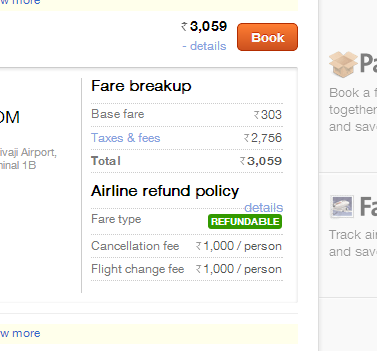 w more
₹3,059
- details
Book
Fare breakup
Base fare ₹303
Taxes & fees ₹2,756
Total ₹3,059
OM
ivaji Airport,
minal 1B
Airline refund policy
details
Fare type REFUNDABLE
Cancellation fee ₹1,000 / person
Flight change fee ₹1,000 / person
w more
Pa
Book a f
together
and save
Fa
Track air
and save